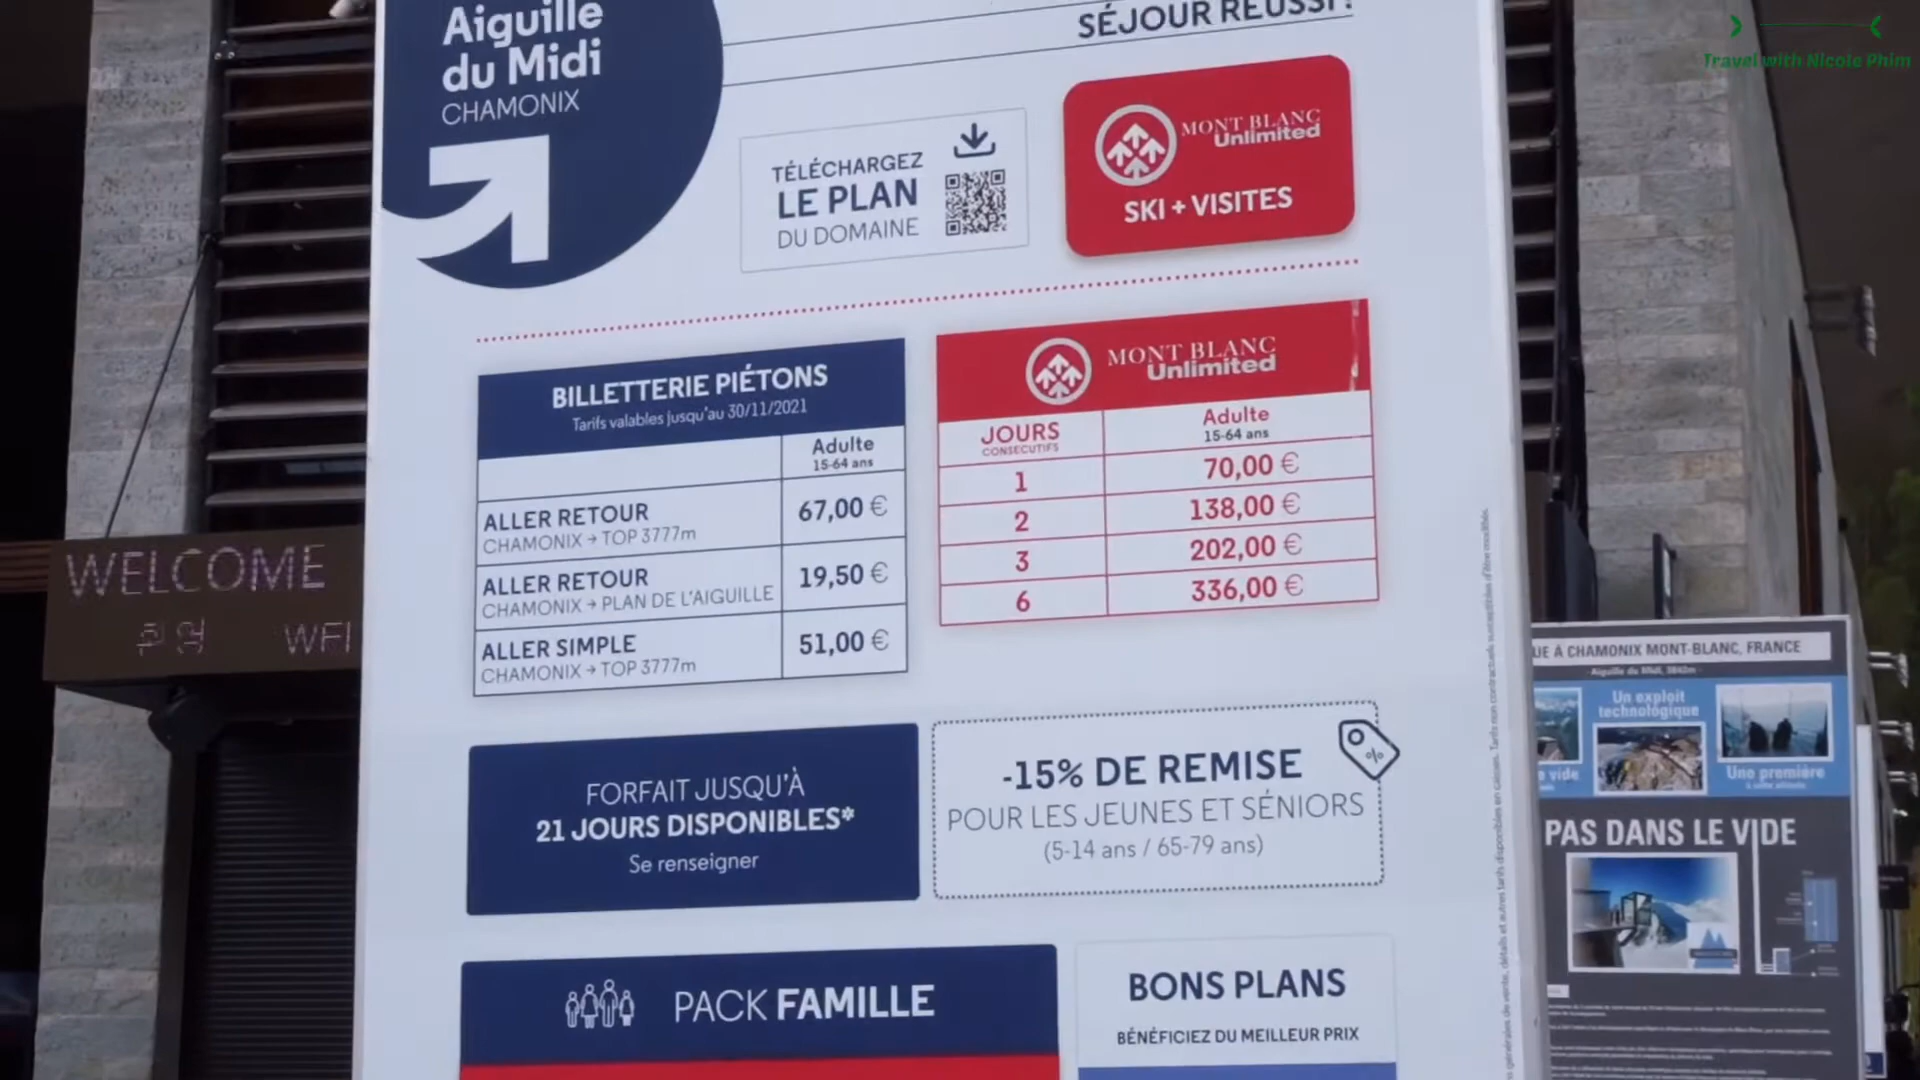 Aiguille
du Midi
CHAMONIX
SÉJOUR RÉUSSI !
Travel with Nicole Phim
TÉLÉCHARGEZ
LE PLAN
DU DOMAINE
MONT BLANC
Unlimited
SKI + VISITES
BILLETTERIE PIÉTONS
Tarifs valables jusqu'au 30/11/2021
Adulte
15-64 ans
ALLER RETOUR
CHAMONIX → TOP 3777m
67,00 €
ALLER RETOUR
CHAMONIX → PLAN DE L'AIGUILLE
19,50 €
ALLER SIMPLE
CHAMONIX → TOP 3777m
51,00 €
MONT BLANC
Unlimited
JOURS
CONSECUTIFS
Adulte
15-64 ans
1 70,00 €
2 138,00 €
3 202,00 €
6 336,00 €
FORFAIT JUSQU'À
21 JOURS DISPONIBLES*
Se renseigner
-15% DE REMISE
POUR LES JEUNES ET SÉNIORS
(5-14 ans / 65-79 ans)
%
PACK FAMILLE
BONS PLANS
BÉNÉFICIEZ DU MEILLEUR PRIX
WELCOME
환영 WEL
À CHAMONIX MONT-BLANC, FRANCE
Un exploit
technologique
vide
Une première
PAS DANS LE VIDE